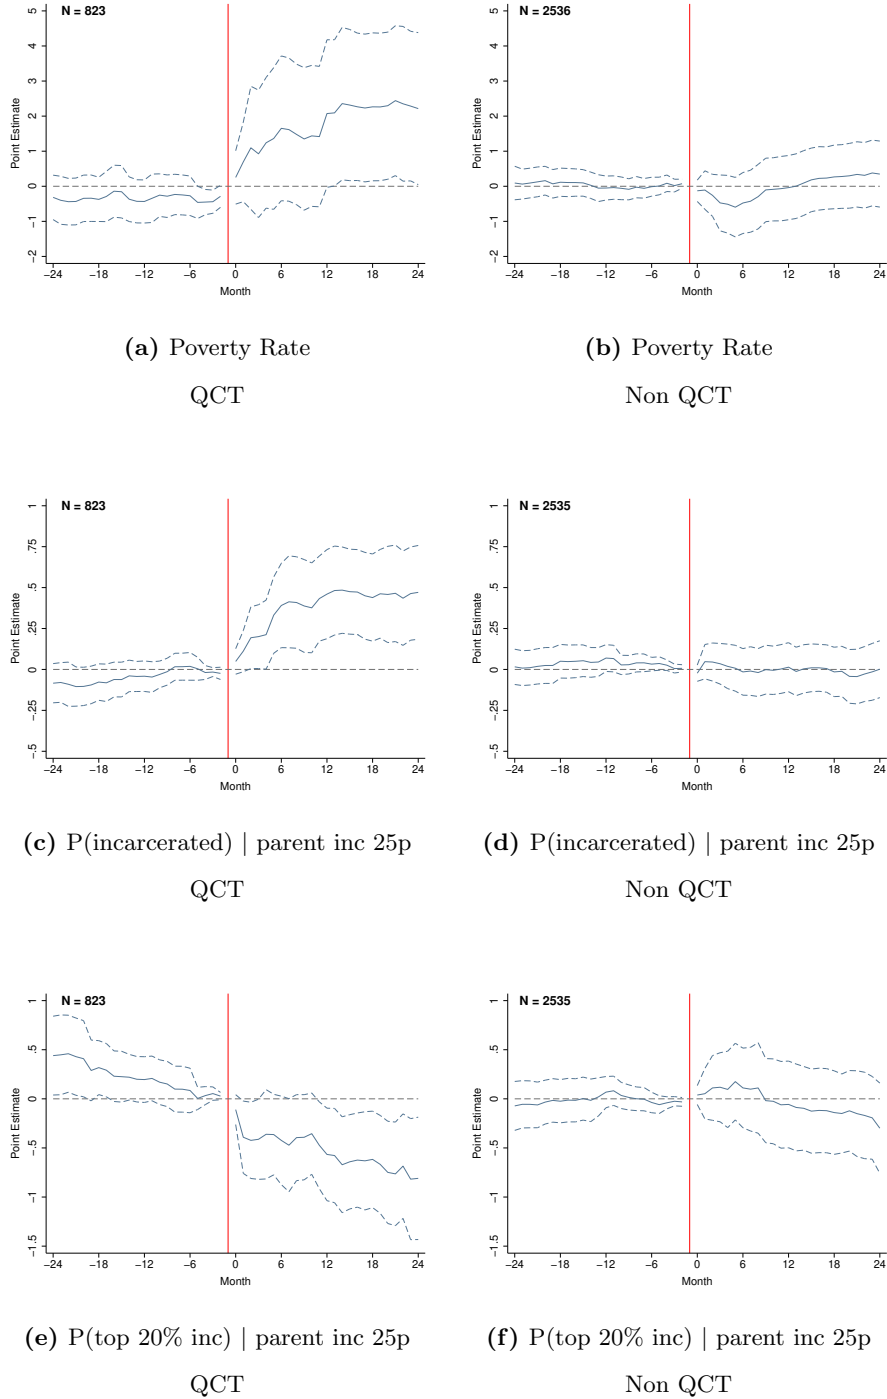 N = 823
Point Estimate
5
4
3
2
1
0
−1
−2
−24 −18 −12 −6 0 6 12 18 24
Month
(a) Poverty Rate
QCT
N = 2536
Point Estimate
5
4
3
2
1
0
−1
−2
−24 −18 −12 −6 0 6 12 18 24
Month
(b) Poverty Rate
Non QCT
N = 823
Point Estimate
1
.75
.5
.25
0
−.25
−.5
−24 −18 −12 −6 0 6 12 18 24
Month
(c) P(incarcerated) | parent inc 25p
QCT
N = 2535
Point Estimate
1
.75
.5
.25
0
−.25
−.5
−24 −18 −12 −6 0 6 12 18 24
Month
(d) P(incarcerated) | parent inc 25p
Non QCT
N = 823
Point Estimate
1
.5
0
−.5
−1
−1.5
−24 −18 −12 −6 0 6 12 18 24
Month
(e) P(top 20% inc) | parent inc 25p
QCT
N = 2535
Point Estimate
1
.5
0
−.5
−1
−1.5
−24 −18 −12 −6 0 6 12 18 24
Month
(f) P(top 20% inc) | parent inc 25p
Non QCT